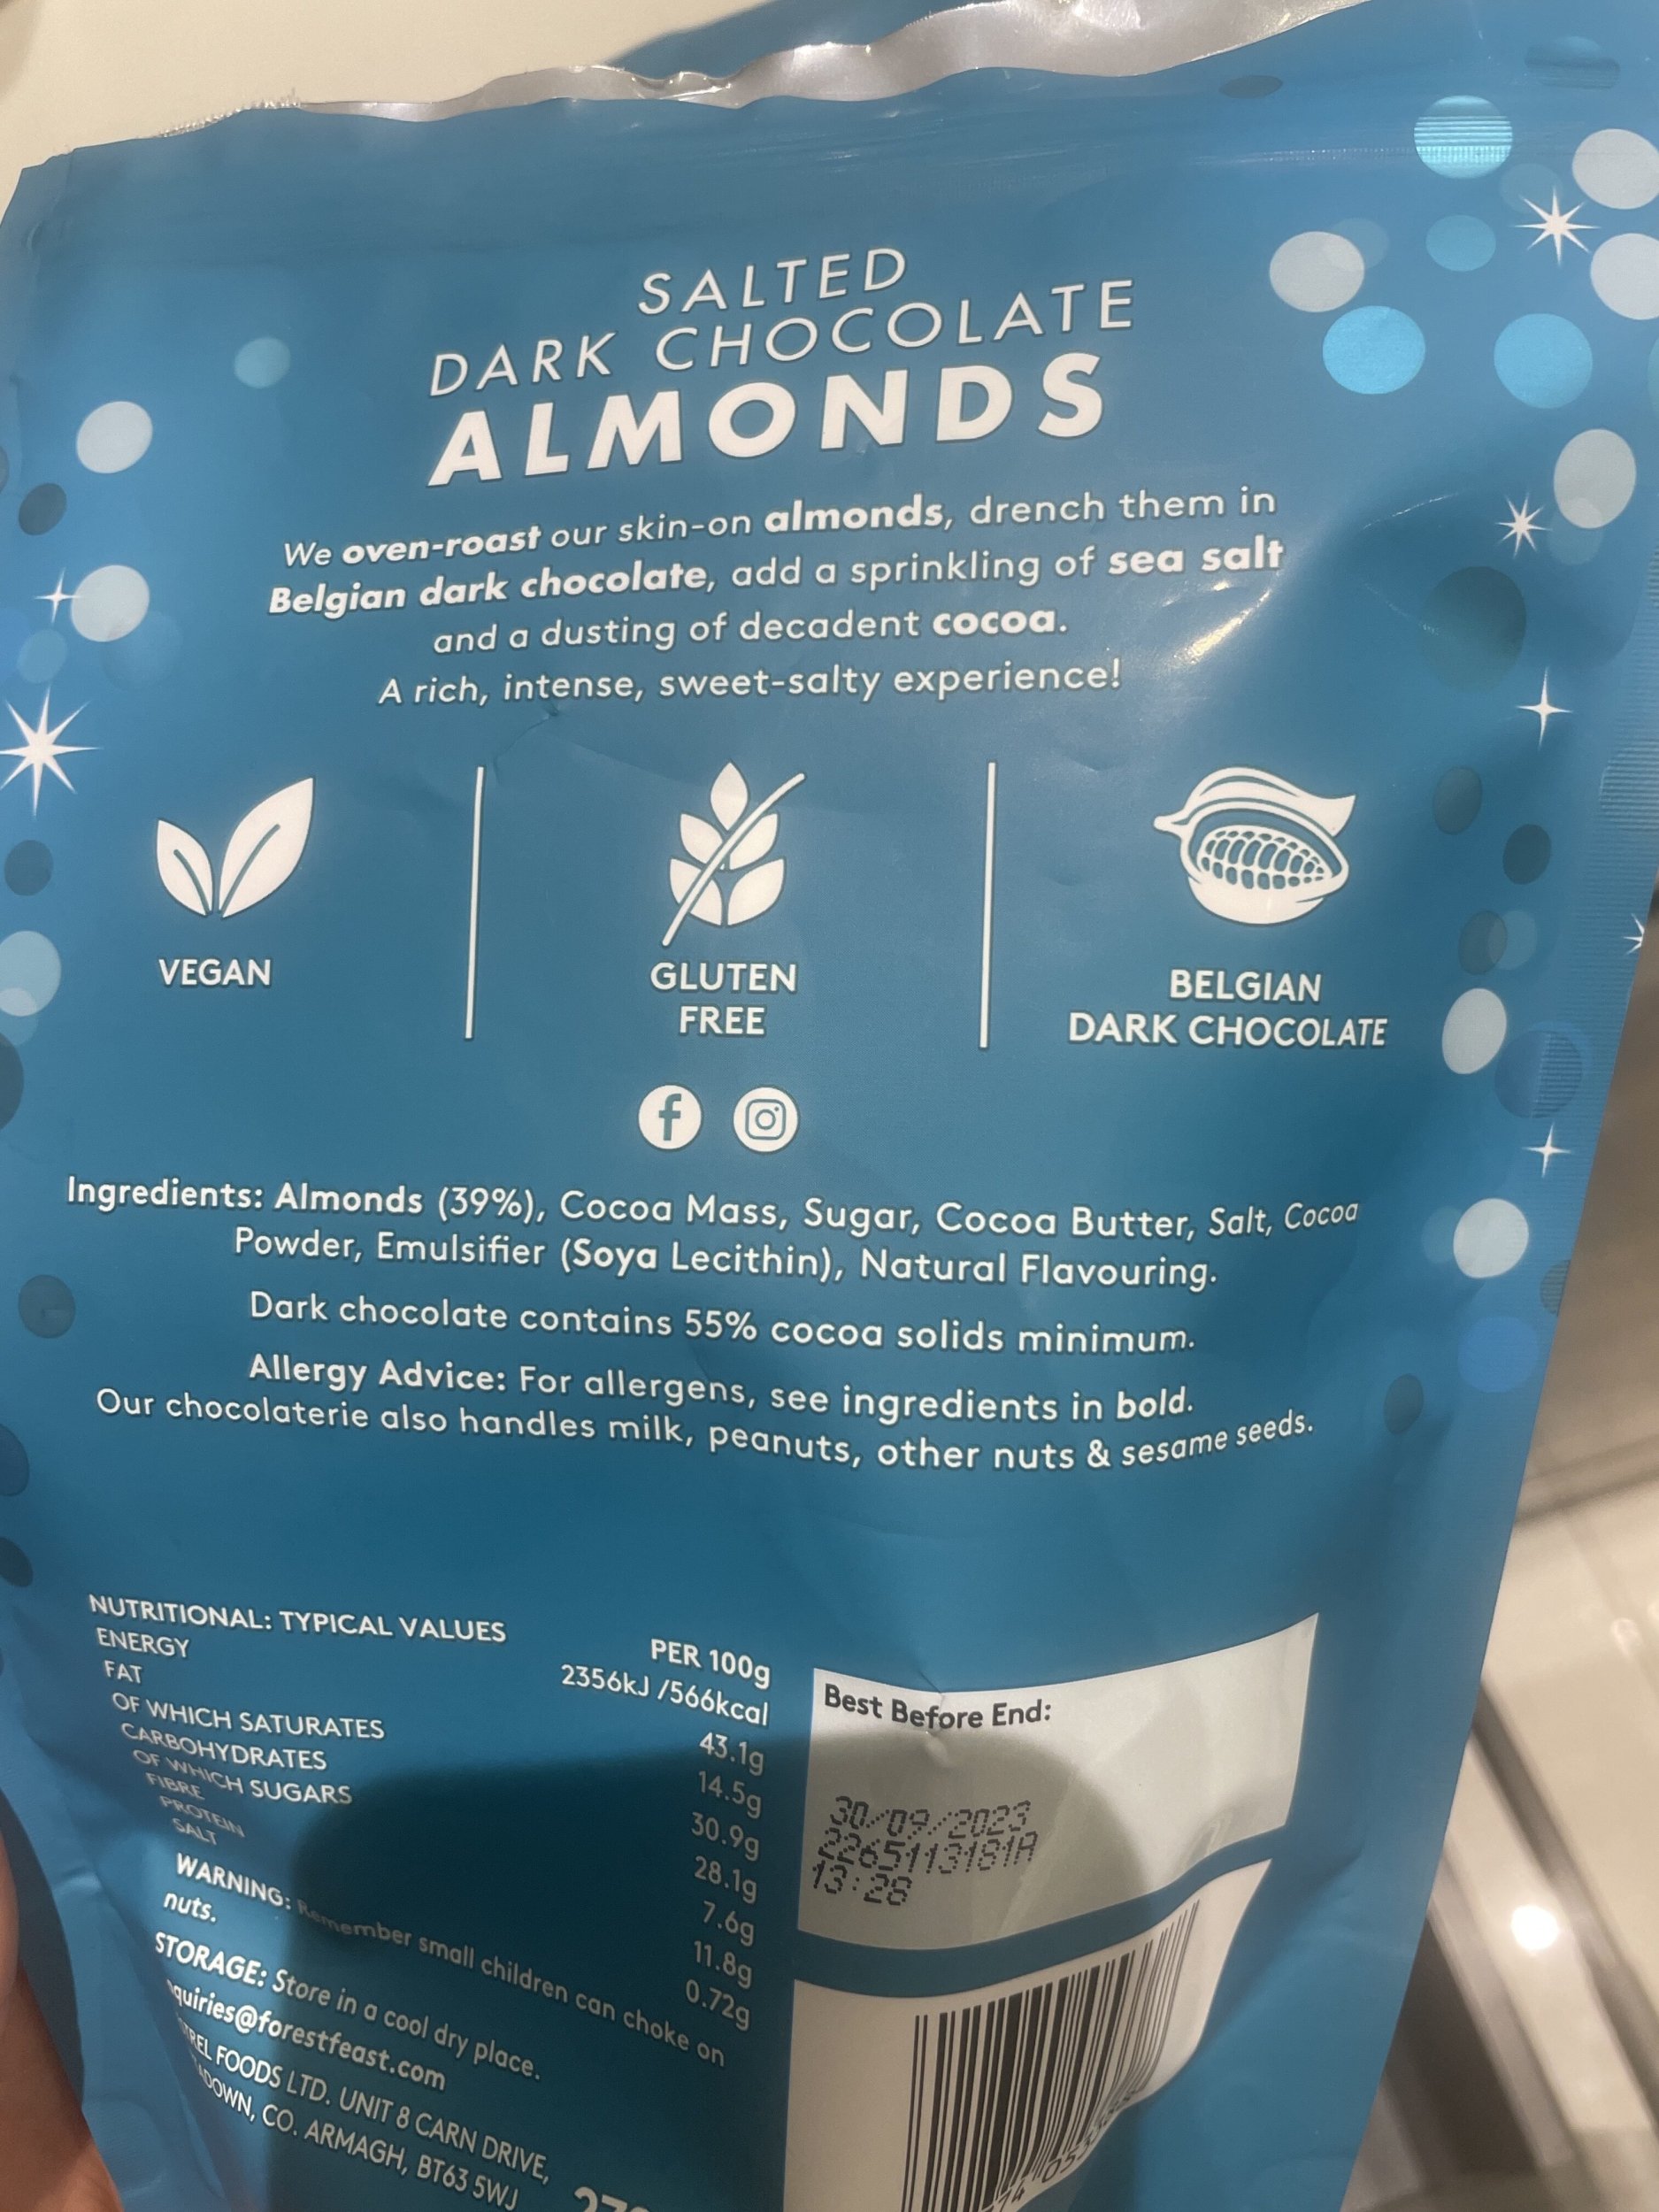 SALTED
DARK CHOCOLATE
ALMONDS
We oven-roast our skin-on almonds, drench them in
Belgian dark chocolate, add a sprinkling of sea salt
and a dusting of decadent cocoa.
A rich, intense, sweet-salty experience!
VEGAN
GLUTEN
FREE
BELGIAN
DARK CHOCOLATE
Ingredients: Almonds (39%), Cocoa Mass, Sugar, Cocoa Butter, Salt, Cocoa
Powder, Emulsifier (Soya Lecithin), Natural Flavouring.
Dark chocolate contains 55% cocoa solids minimum.
Allergy Advice: For allergens, see ingredients in bold.
Our chocolaterie also handles milk, peanuts, other nuts & sesame seeds.
NUTRITIONAL: TYPICAL VALUES PER 100g
ENERGY 2356kJ /566kcal
FAT 43.1g
OF WHICH SATURATES 14.5g
CARBOHYDRATES 30.9g
OF WHICH SUGARS 28.1g
FIBRE 7.6g
PROTEIN 11.8g
SALT 0.72g
WARNING: Remember small children can choke on
nuts.
STORAGE: Store in a cool dry place.
quiries@forestfeast.com
FOODS LTD. UNIT 8 CARN DRIVE,
CO. ARMAGH, BT63 5WJ
Best Before End:
30/09/2023
2265113181A
13:28